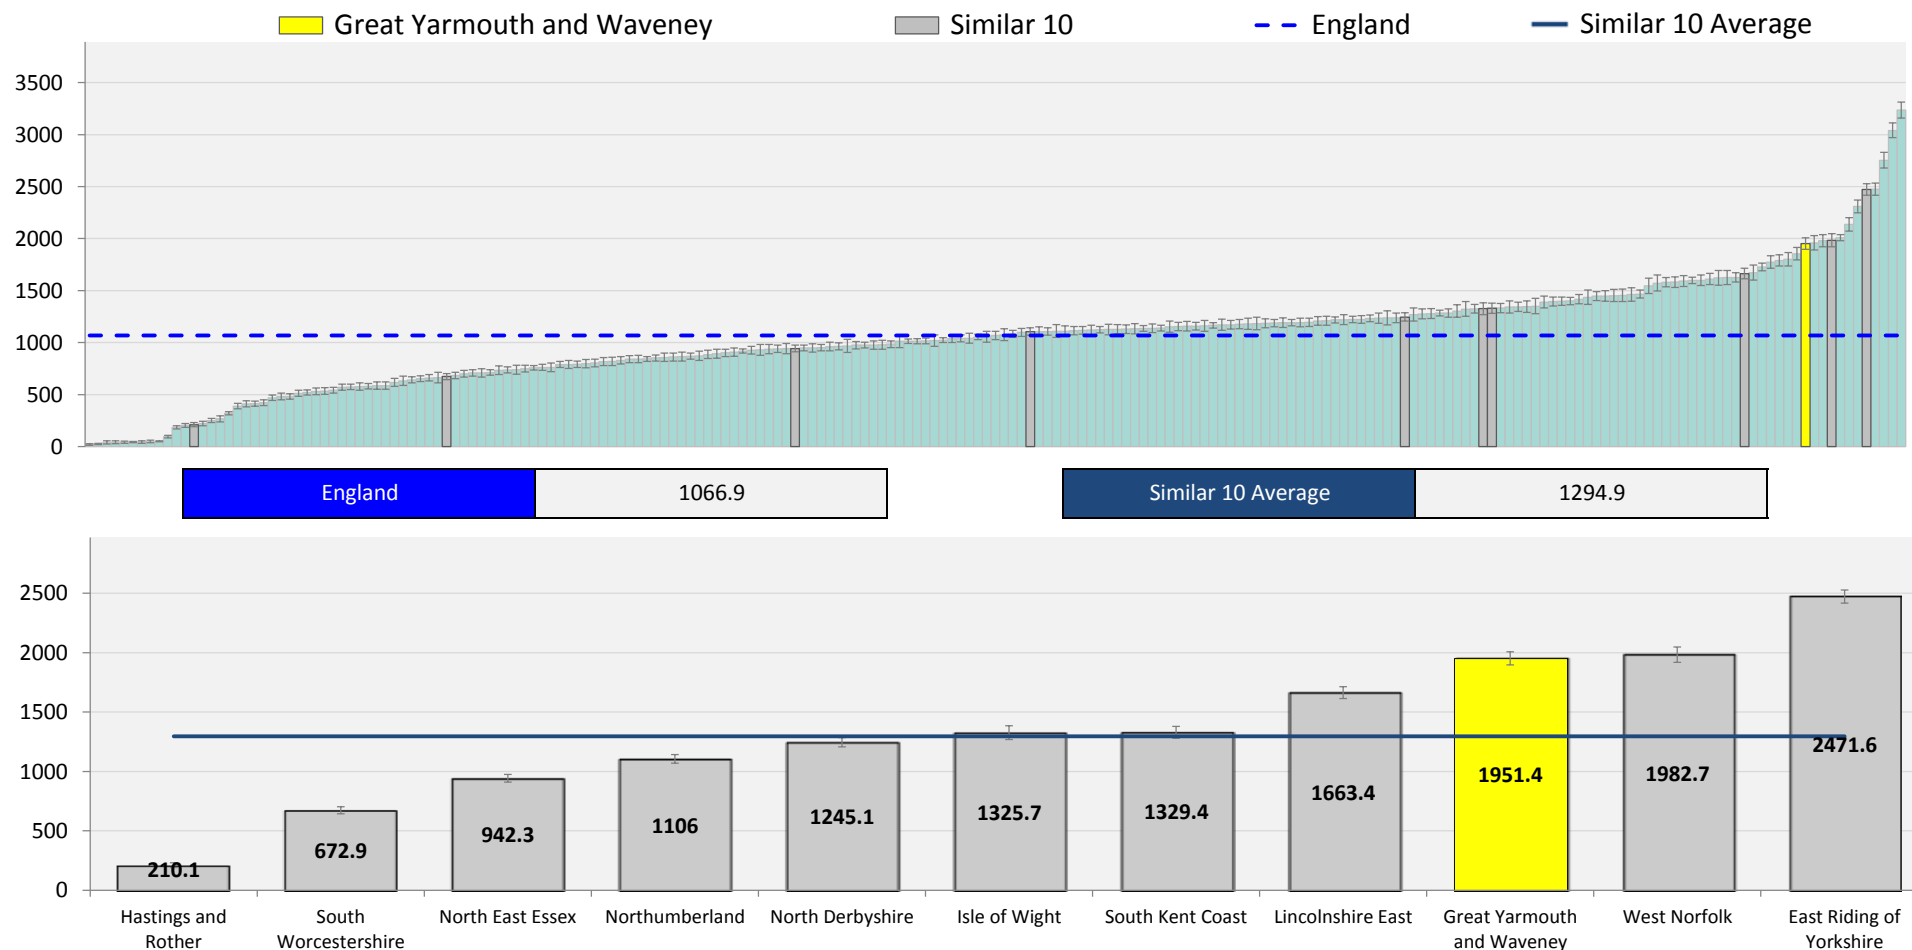 Great Yarmouth and Waveney Similar 10 England Similar 10 Average
3500
3000
2500
2000
1500
1000
500
0
England 1066.9 Similar 10 Average 1294.9
2500
2000
1500
1000
500
0
210.1 672.9 942.3 1106 1245.1 1325.7 1329.4 1663.4 1951.4 1982.7 2471.6
Hastings and South North East Essex Northumberland North Derbyshire Isle of Wight South Kent Coast Lincolnshire East Great Yarmouth West Norfolk East Riding of
Rother Worcestershire and Waveney Yorkshire